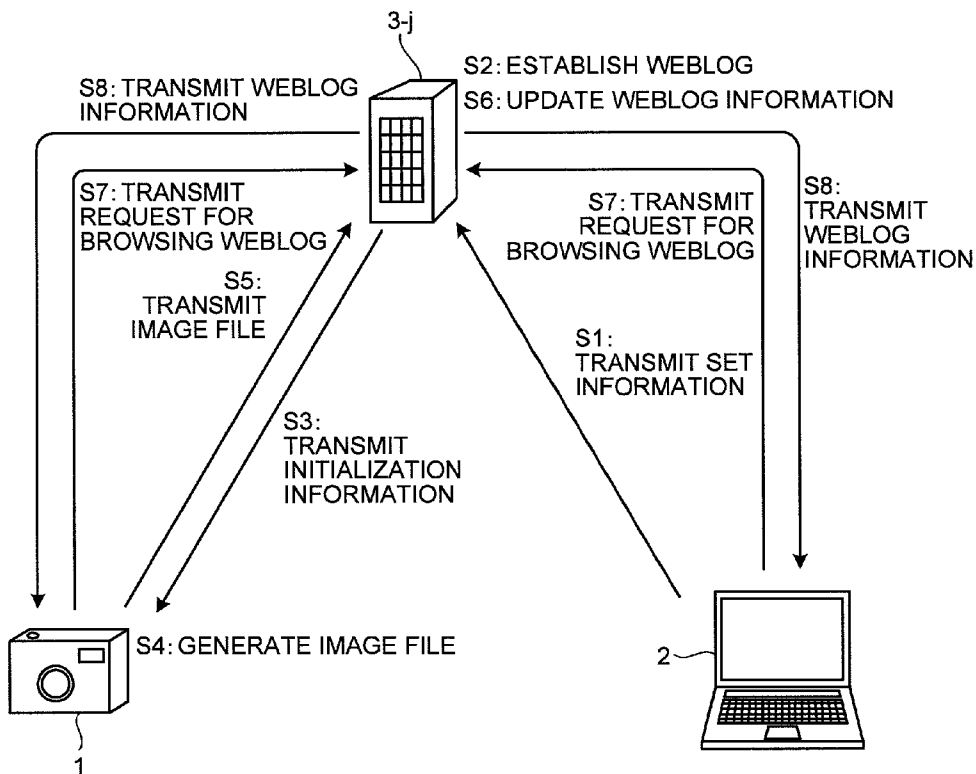 3-j
S2: ESTABLISH WEBLOG
S6: UPDATE WEBLOG INFORMATION
S8: TRANSMIT WEBLOG
INFORMATION
S7: TRANSMIT
REQUEST FOR
BROWSING WEBLOG
S7: TRANSMIT
REQUEST FOR
BROWSING WEBLOG
S8:
TRANSMIT
WEBLOG
INFORMATION
S5:
TRANSMIT
IMAGE FILE
S1:
TRANSMIT SET
INFORMATION
S3:
TRANSMIT
INITIALIZATION
INFORMATION
S4: GENERATE IMAGE FILE
2
1